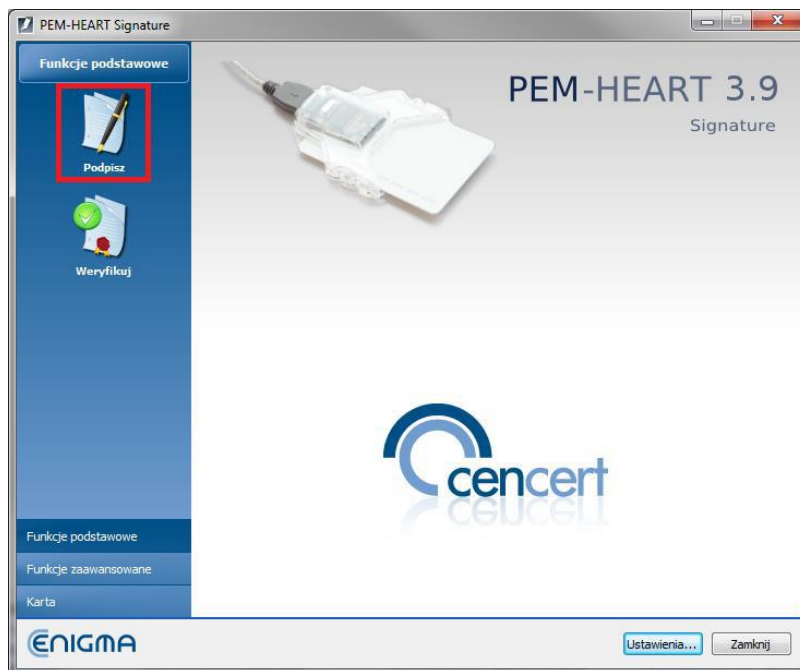 PEM-HEART Signature
Funkcje podstawowe
Podpisz
Weryfikuj
PEM-HEART 3.9
Signature
cencert
Funkcje podstawowe
Funkcje zaawansowane
Karta
ENIGMA
Ustawienia...
Zamknij